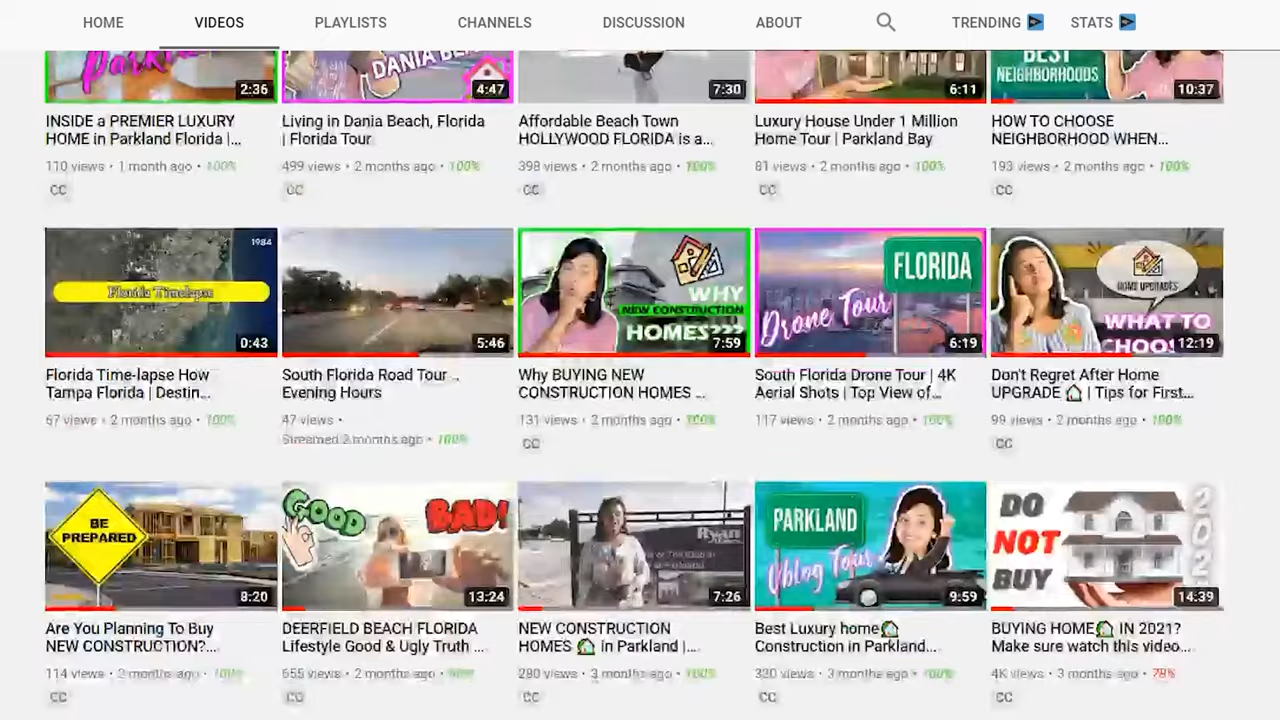 HOME VIDEOS PLAYLISTS CHANNELS DISCUSSION ABOUT TRENDING STATS
DANIA BEACH BEST
NEIGHBORHOODS
2:36 4:47 7:30 6:11 10:37
INSIDE a PREMIER LUXURY
HOME in Parkland Florida |...
110 views • 1 month ago • 100%
CC
Living in Dania Beach, Florida
| Florida Tour
499 views • 2 months ago • 100%
CC
Affordable Beach Town
HOLLYWOOD FLORIDA is a...
398 views • 2 months ago • 100%
CC
Luxury House Under 1 Million
Home Tour | Parkland Bay
81 views • 2 months ago • 100%
CC
HOW TO CHOOSE
NEIGHBORHOOD WHEN...
193 views • 2 months ago • 100%
CC
1984
Florida Timelapse
0:43
Florida Time-lapse How
Tampa Florida | Destin...
67 views • 2 months ago • 100%
5:46
South Florida Road Tour ..
Evening Hours
47 views •
Streamed 2 months ago • 100%
WHY
NEW CONSTRUCTION
HOMES???
7:59
Why BUYING NEW
CONSTRUCTION HOMES ...
131 views • 2 months ago • 100%
CC
FLORIDA
Drone Tour
6:19
South Florida Drone Tour | 4K
Aerial Shots | Top View of...
117 views • 2 months ago • 100%
HOME UPGRADES
WHAT TO
CHOOS
12:19
Don't Regret After Home
UPGRADE 🏠 | Tips for First...
99 views • 2 months ago • 100%
CC
BE
PREPARED
8:20
Are You Planning To Buy
NEW CONSTRUCTION?...
114 views • 2 months ago • 100%
CC
GOOD BAD!
13:24
DEERFIELD BEACH FLORIDA
Lifestyle Good & Ugly Truth ...
655 views • 2 months ago •
CC
Ryan
7:26
NEW CONSTRUCTION
HOMES 🏠 in Parkland |...
280 views • 3 months ago • 100%
CC
PARKLAND
Vlog Tour
9:59
Best Luxury home🏠
Construction in Parkland...
330 views • 3 months ago • 100%
CC
DO
NOT
BUY
202
14:39
BUYING HOME🏠 IN 2021?
Make sure watch this video...
4K views • 3 months ago • 78%
CC